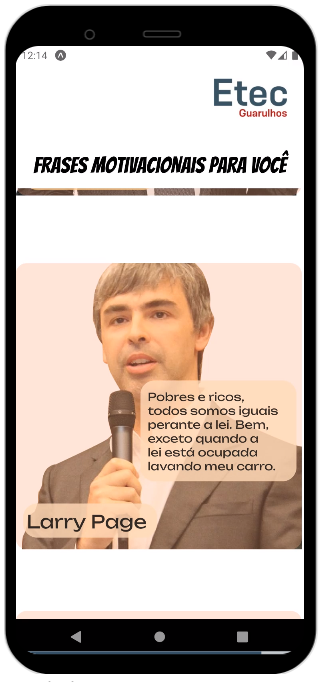 12:14
Etec
Guarulhos
FRASES MOTIVACIONAIS PARA VOCÊ
Pobres e ricos,
todos somos iguais
perante a lei. Bem,
exceto quando a
lei está ocupada
lavando meu carro.
Larry Page